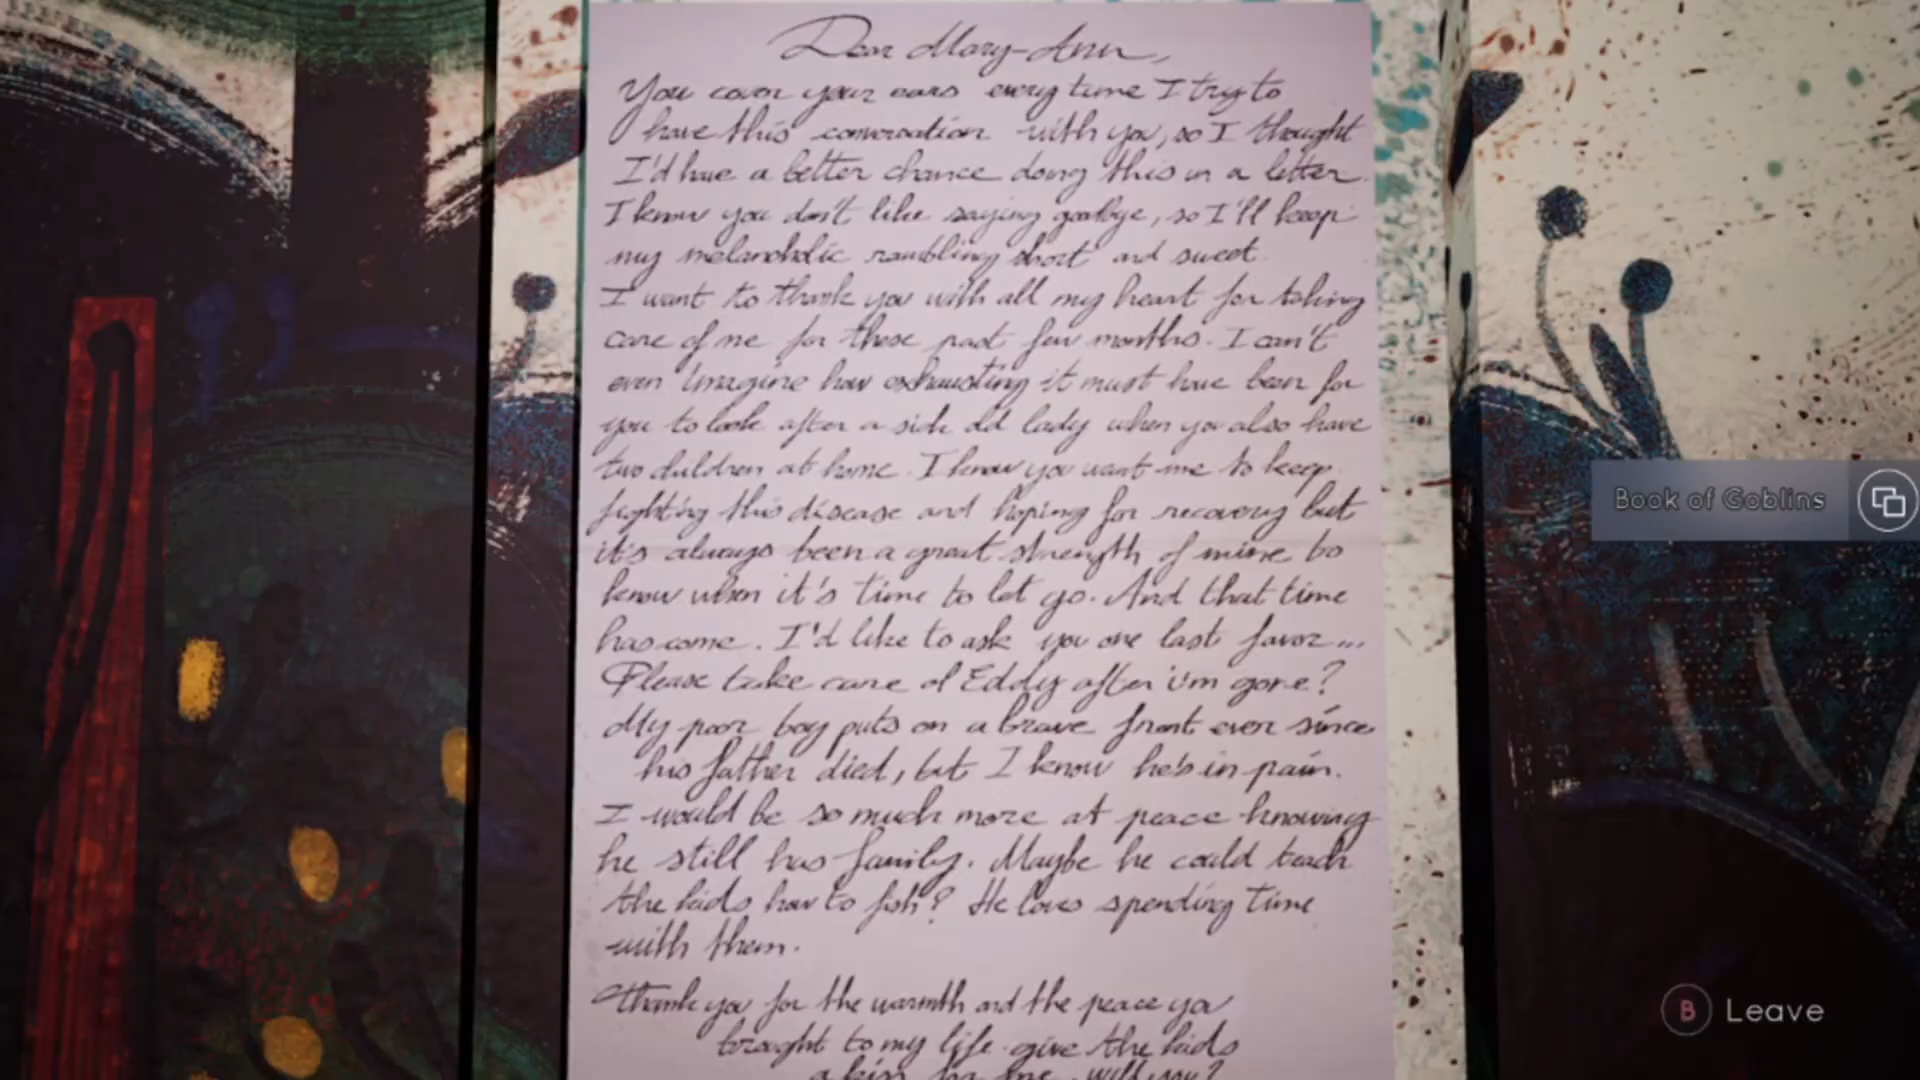 Dear Mary-Ann,
You cover your ears every time I try to
have this conversation with you, so I thought
I'd have a better chance doing this in a letter.
I know you don't like saying goodbye, so I'll keep
my melancholic rambling short and sweet.
I want to thank you with all my heart for taking
care of me for these past few months. I can't
even imagine how exhausting it must have been for
you to look after a sick old lady when you also have
two children at home. I know you want me to keep
fighting this disease and hoping for recovery but
it's always been a great strength of mine to
know when it's time to let go. And that time
has come. I'd like to ask you one last favor...
Please take care of Eddy after i'm gone?
My poor boy puts on a brave front ever since
his father died, but I know he's in pain.
I would be so much more at peace knowing
he still has family. Maybe he could teach
the kids how to fish? He loves spending time
with them.
Thank you for the warmth and the peace you
brought to my life. give the kids
a kiss for me, will you?
Book of Goblins
B Leave